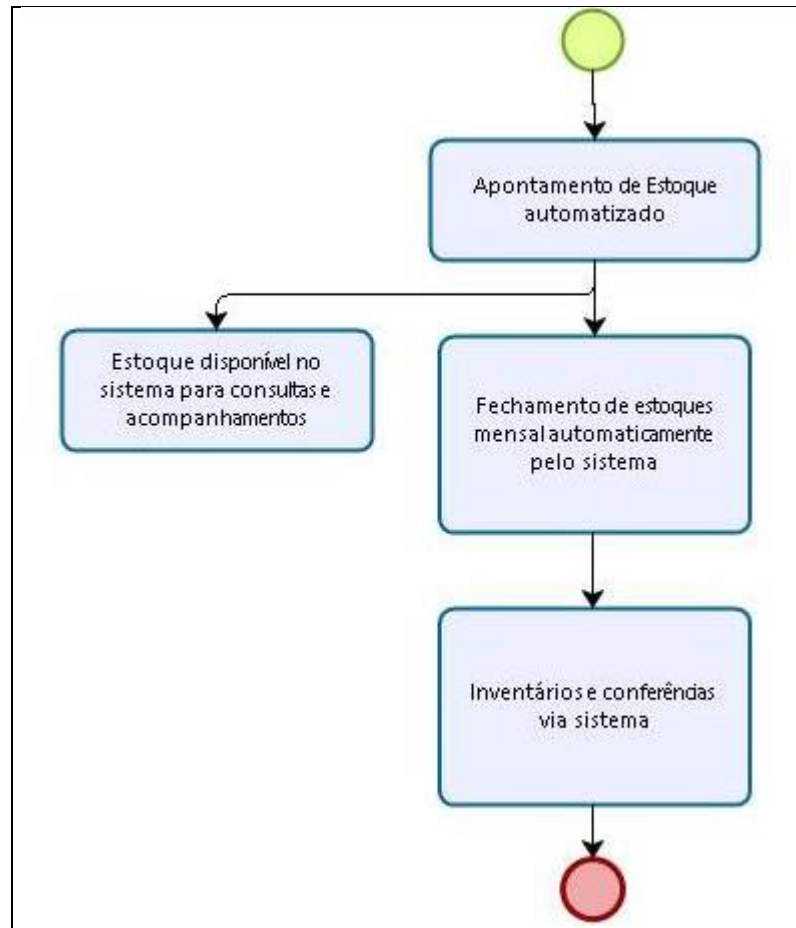 Apontamento de Estoque
automatizado
Estoque disponível no
sistema para consultas e
acompanhamentos
Fechamento de estoques
mensal automaticamente
pelo sistema
Inventários e conferências
via sistema